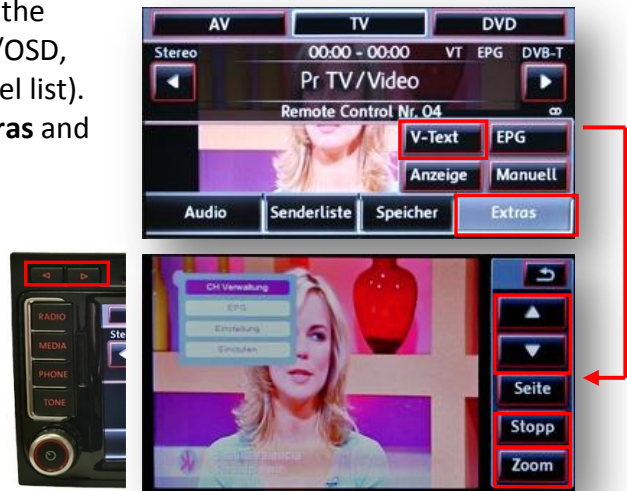 the
/OSD,
el list).
ras and
AV TV DVD
Stereo 00:00 - 00:00 VT EPG DVB-T
Pr TV/Video
Remote Control Nr. 04
V-Text EPG
Anzeige Manuell
Audio Senderliste Speicher Extras
RADIO
MEDIA
PHONE
TONE
Ste
CH Verwaltung
EPG
Einstellung
Seite
Stopp
Zoom